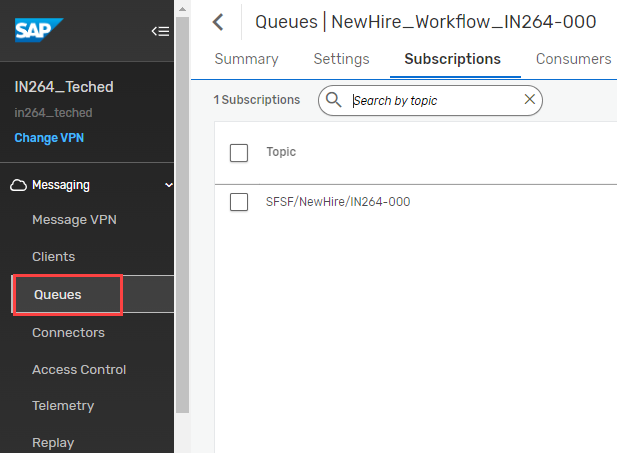 SAP
IN264_Teched
in264_teched
Change VPN
Messaging
Message VPN
Clients
Queues
Connectors
Access Control
Telemetry
Replay
Queues | NewHire_Workflow_IN264-000
Summary Settings Subscriptions Consumers
1 Subscriptions Search by topic
Topic
SFSF/NewHire/IN264-000